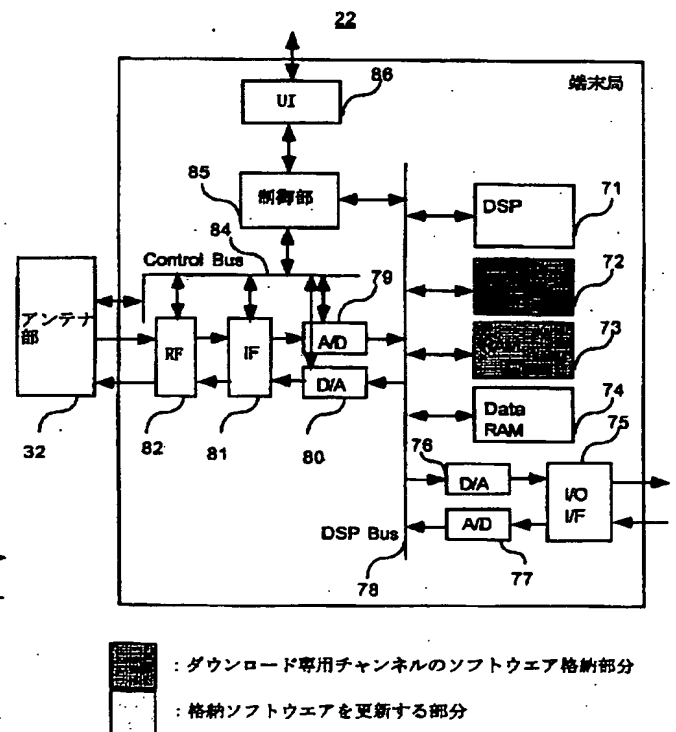 22
端末局
UI
86
85
制御部
84
Control Bus
79
DSP
71
72
73
アンテナ
部
RF
IF
A/D
D/A
Data
RAM
74
32
82
81
80
76
75
D/A
A/D
I/O
I/F
DSP Bus
78
77
:ダウンロード専用チャンネルのソフトウエア格納部分
:格納ソフトウエアを更新する部分